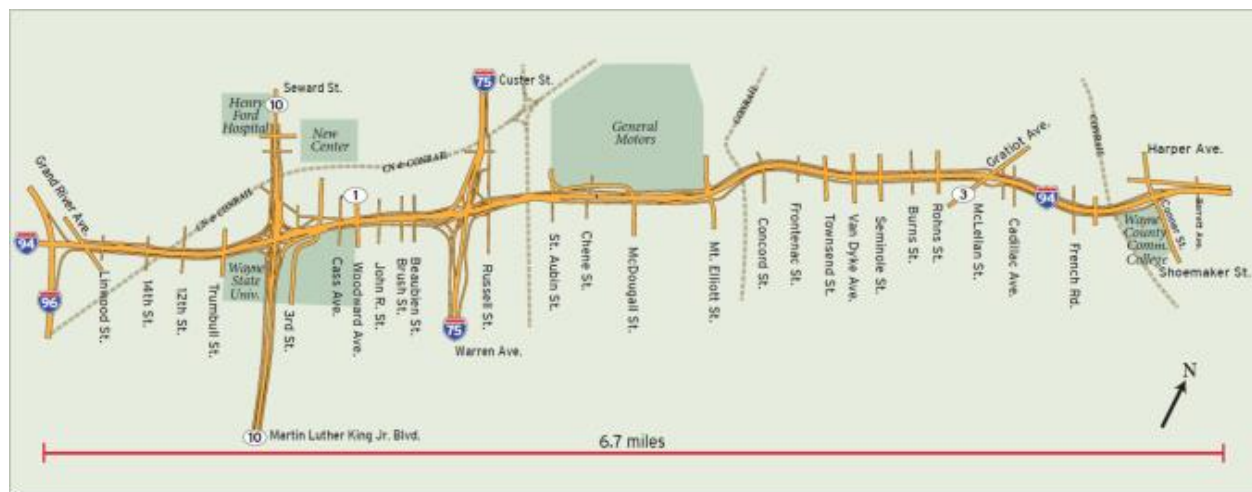 Seward St.
10
Henry
Ford
Hospital
New
Center
75
Custer St.
General
Motors
CONRAIL
CONRAIL
Gratiot Ave.
Harper Ave.
Grand River Ave.
CN & CONRAIL
CN & CONRAIL
1
3
94
94
96
Linkood St.
14th St.
12th St.
Trumbull St.
Wayne
State
Univ.
3rd St.
Cass Ave.
Woodward Ave.
John R. St.
Brush St.
Beaubien St.
75
Warren Ave.
Russell St.
St. Aubin St.
Chene St.
McDougall St.
Mt. Elliott St.
Concord St.
Frontenac St.
Townsend St.
Van Dyke Ave.
Seminole St.
Burns St.
Rohns St.
McLellan St.
Cadillac Ave.
French Rd.
Wayne
County
Comm.
College
Conner St.
Barrett Ave.
Shoemaker St.
N
10
Martin Luther King Jr. Blvd.
6.7 miles